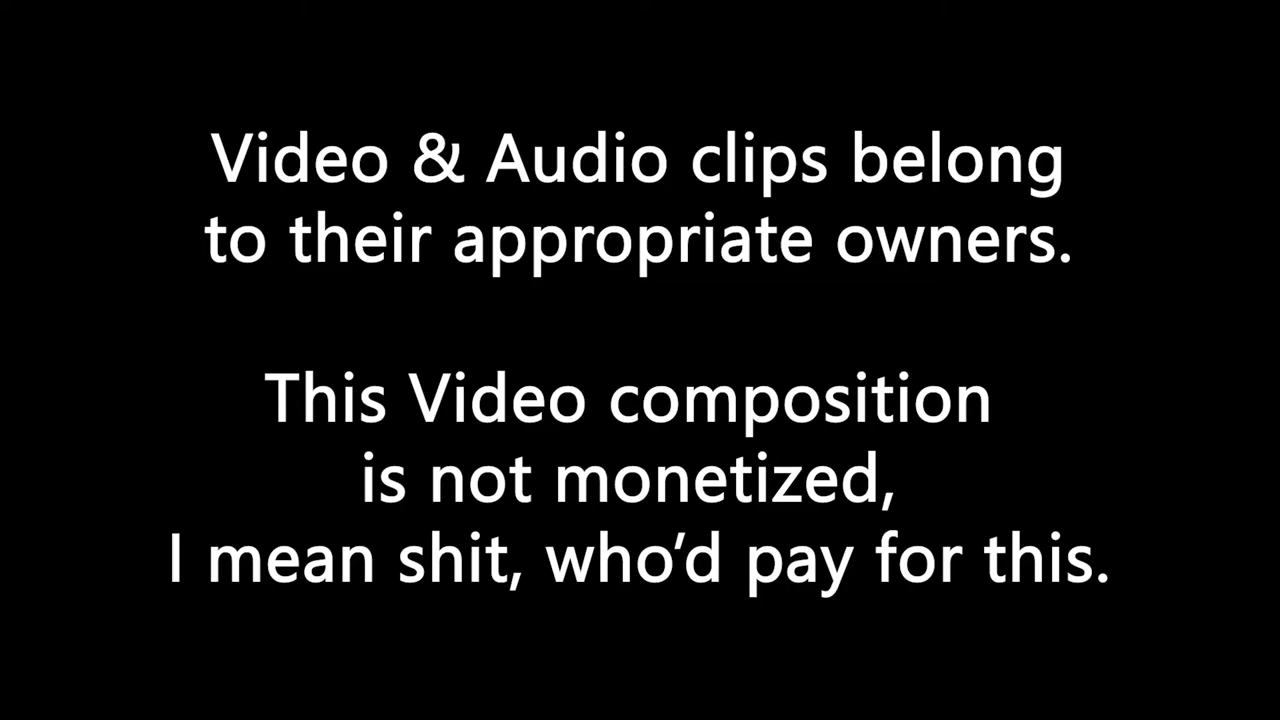 Video & Audio clips belong
to their appropriate owners.
This Video composition
is not monetized,
I mean shit, who’d pay for this.